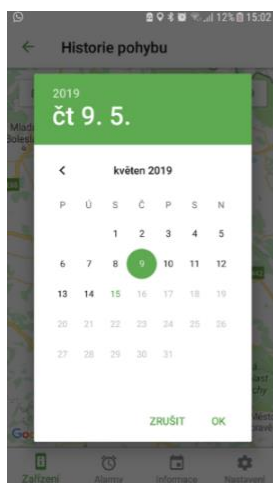 12% 15:02
Historie pohybu
2019
čt 9. 5.
květen 2019
P Ú S Č P S N
1 2 3 4 5
6 7 8 9 10 11 12
13 14 15 16 17 18 19
20 21 22 23 24 25 26
27 28 29 30 31
ZRUŠIT OK
Zařízení Alarmy Informace Nastavení